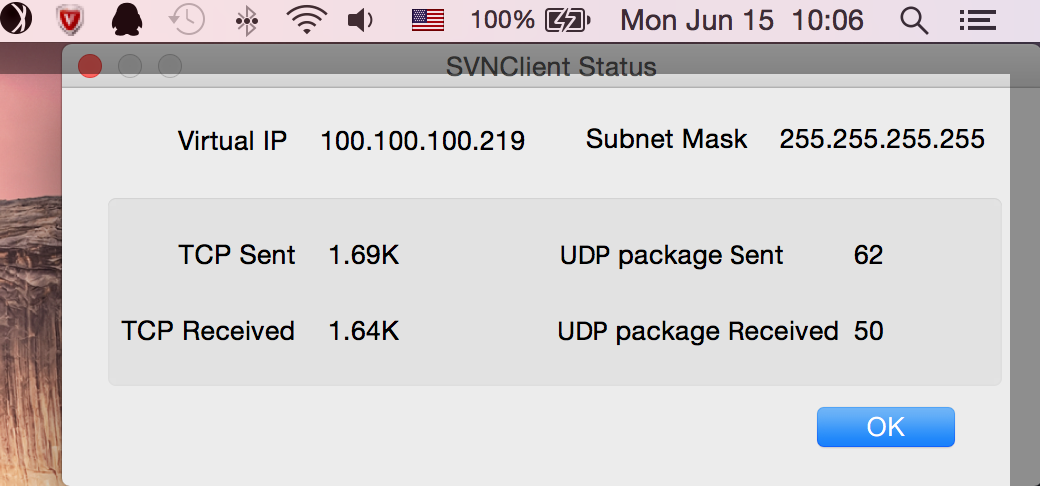 100% Mon Jun 15 10:06
SVNClient Status
Virtual IP 100.100.100.219 Subnet Mask 255.255.255.255
TCP Sent 1.69K UDP package Sent 62
TCP Received 1.64K UDP package Received 50
OK